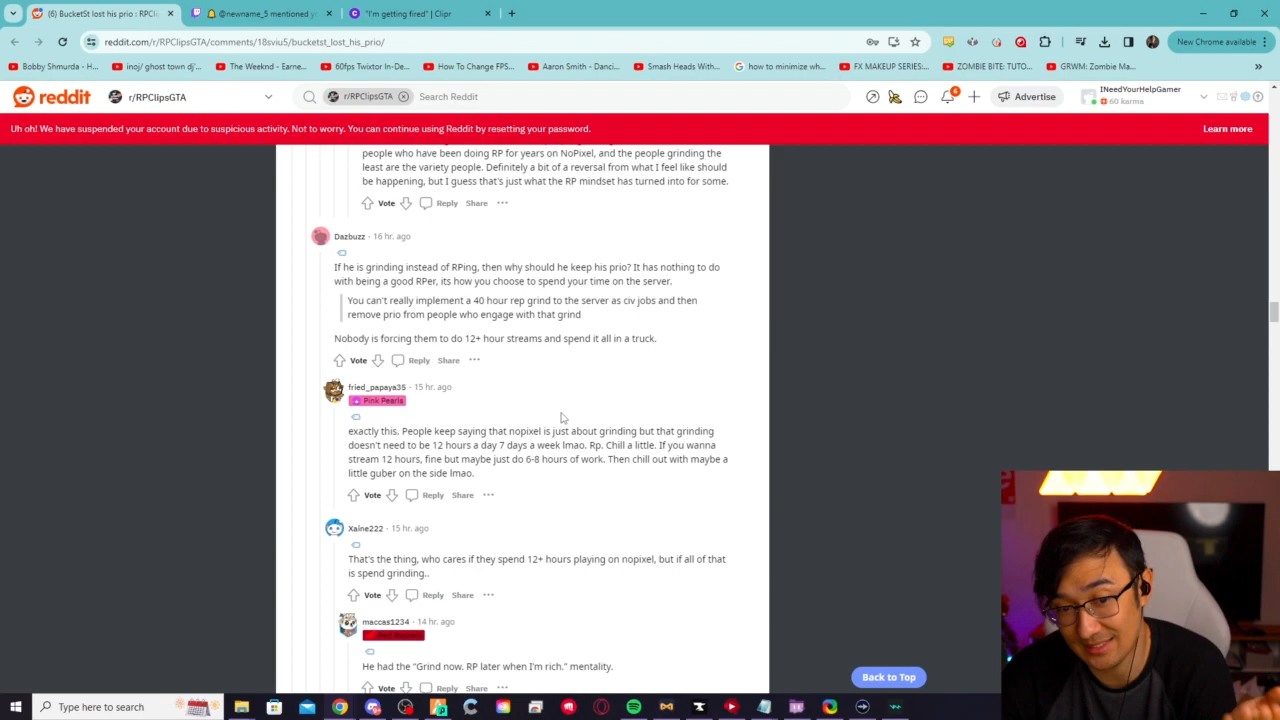 (6) BucketSt lost his prio : RPCli
@newname_S mentioned y
"I'm getting fired" | Clipr
reddit.com/r/RPClipsGTA/comments/18sviu5/bucketst_lost_his_prio/
New Chrome available
Bobby Shmurda - H...
inoj/ ghost town dj'...
The Weeknd - Earne...
60fps Twixtor In-De...
How To Change FPS...
Aaron Smith - Danci...
Smash Heads With...
how to minimize wh...
FX MAKEUP SERIES:...
ZOMBIE BITE: TUTO...
GRWM: Zombie Ma...
reddit
r/RPClipsGTA
r/RPClipsGTA
Search Reddit
6
Advertise
INeedYourHelpGamer
60 karma
Uh oh! We have suspended your account due to suspicious activity. Not to worry. You can continue using Reddit by resetting your password.
Learn more
people who have been doing RP for years on NoPixel, and the people grinding the
least are the variety people. Definitely a bit of a reversal from what I feel like should
be happening, but I guess that's just what the RP mindset has turned into for some.
Vote Reply Share ...
Dazbuzz · 16 hr. ago
If he is grinding instead of RPing, then why should he keep his prio? It has nothing to do
with being a good RPer, its how you choose to spend your time on the server.
You can't really implement a 40 hour rep grind to the server as civ jobs and then
remove prio from people who engage with that grind
Nobody is forcing them to do 12+ hour streams and spend it all in a truck.
Vote Reply Share ...
fried_papaya35 · 15 hr. ago
Pink Pearls
exactly this. People keep saying that nopixel is just about grinding but that grinding
doesn't need to be 12 hours a day 7 days a week lmao. Rp. Chill a little. If you wanna
stream 12 hours, fine but maybe just do 6-8 hours of work. Then chill out with maybe a
little guber on the side lmao.
Vote Reply Share ...
Xaine222 · 15 hr. ago
That's the thing, who cares if they spend 12+ hours playing on nopixel, but if all of that
is spend grinding..
Vote Reply Share ...
maccas1234 · 14 hr. ago
He had the "Grind now. RP later when I'm rich." mentality.
Vote Reply Share ...
Back to Top
Type here to search